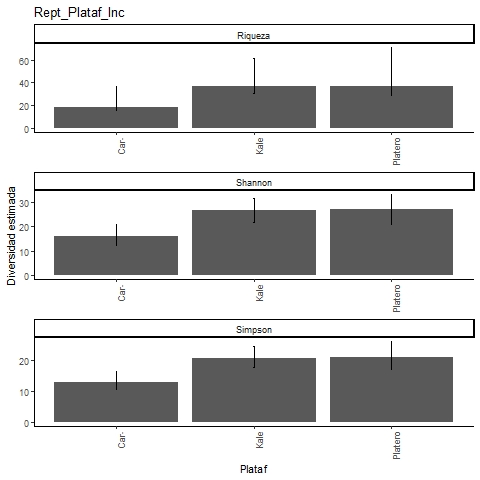 Rept_Plataf_Inc
Riqueza
60
40
20
0
Car-
Kale
Platero
Diversidad estimada
Shannon
30
20
10
0
Car-
Kale
Platero
Simpson
20
10
0
Car-
Kale
Platero
Plataf